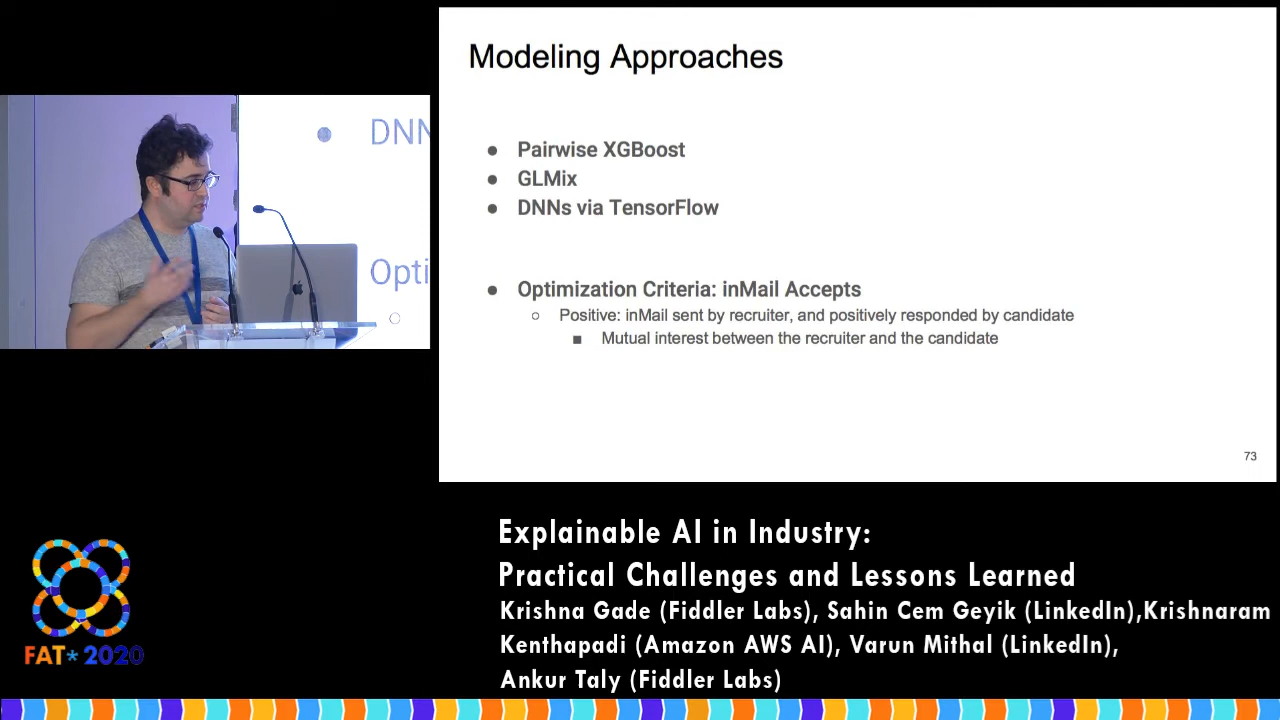 Modeling Approaches
● Pairwise XGBoost
● GLMix
● DNNs via TensorFlow
● Optimization Criteria: inMail Accepts
○ Positive: inMail sent by recruiter, and positively responded by candidate
■ Mutual interest between the recruiter and the candidate
73
● DNN
Opti
Explainable AI in Industry:
Practical Challenges and Lessons Learned
Krishna Gade (Fiddler Labs), Sahin Cem Geyik (LinkedIn),Krishnaram
Kenthapadi (Amazon AWS AI), Varun Mithal (LinkedIn),
Ankur Taly (Fiddler Labs)
FAT* 2020